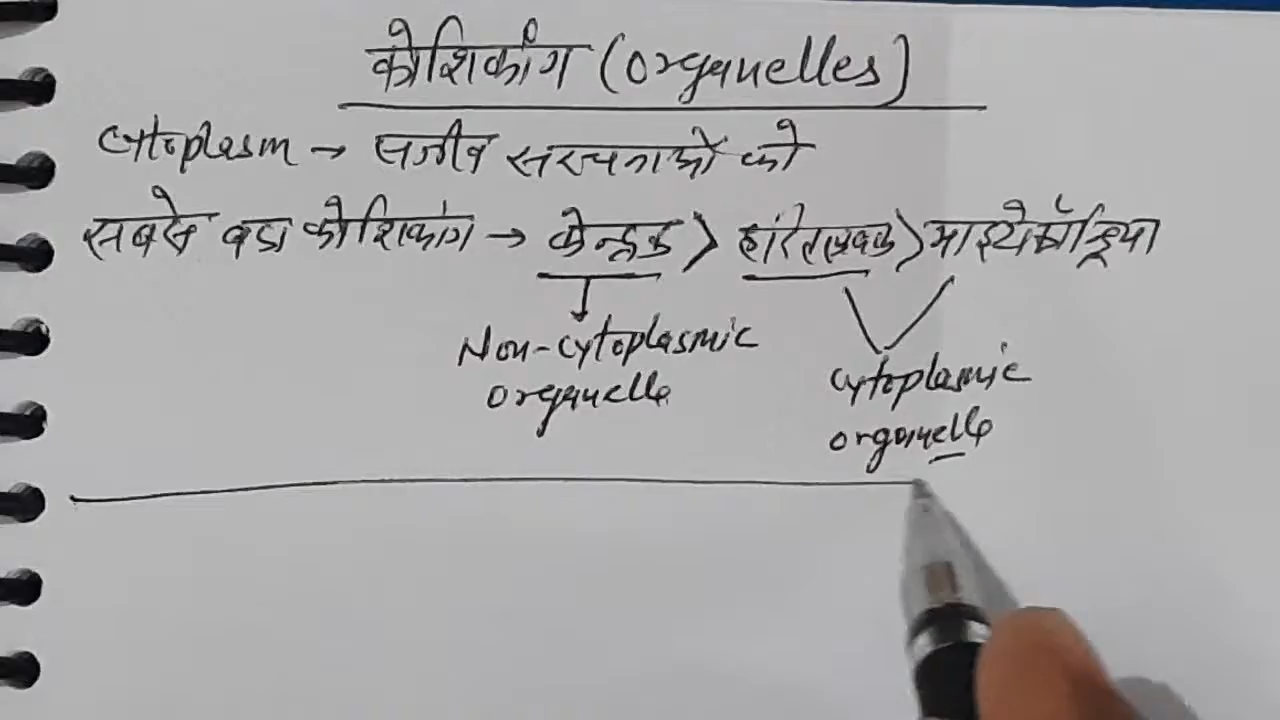 कोशिकांग (Organelles)
Cytoplasm → सजीव संरचनाओं को
सबसे बडा कोशिकांग → केन्द्रक > हरितलवक > माइटोकॉन्ड्रिया
Non-cytoplasmic
organelle
cytoplasmic
organelle